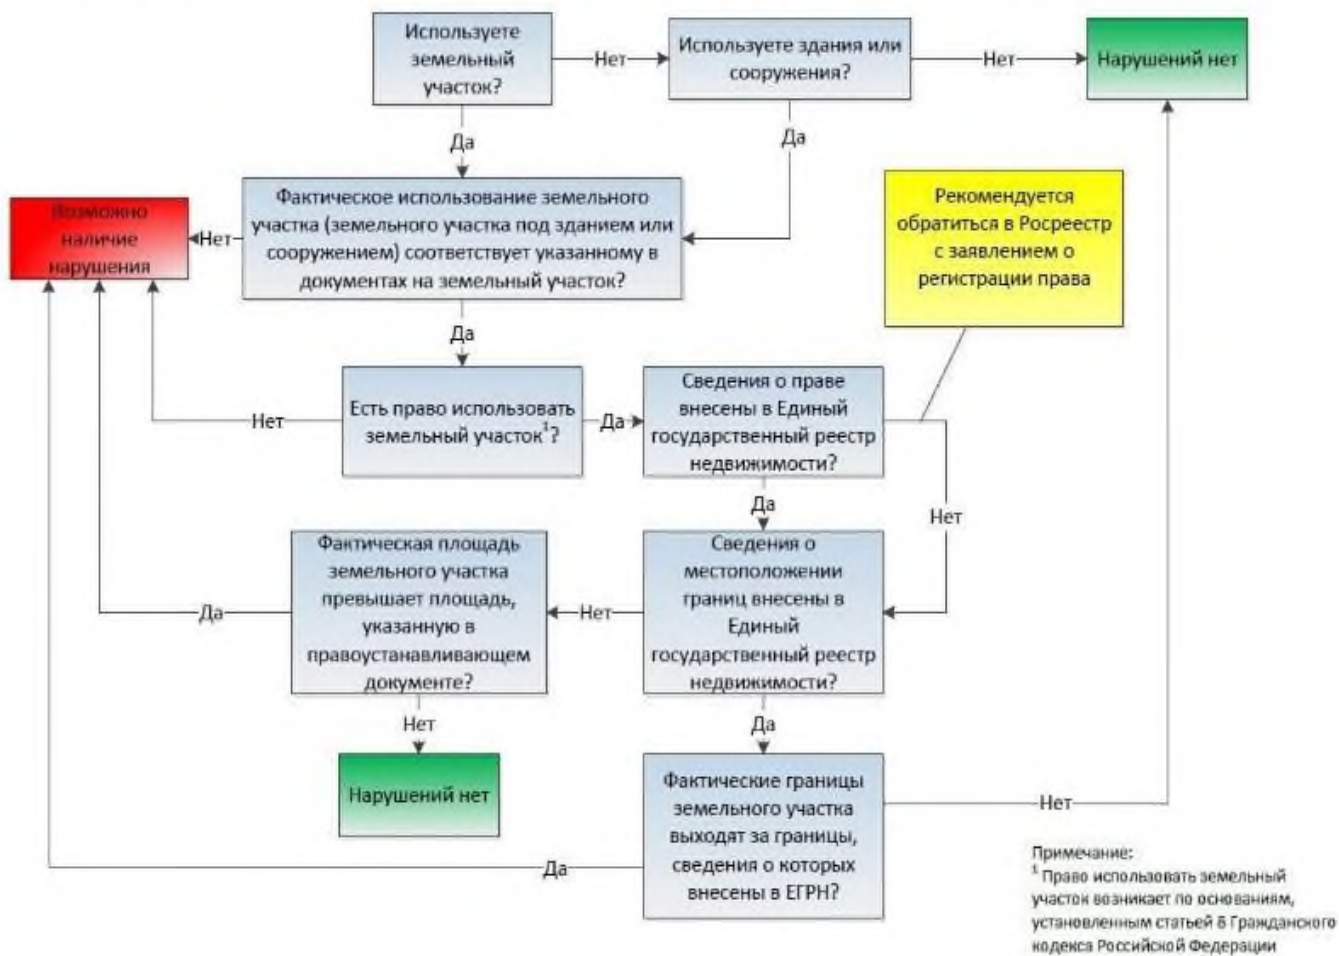 Используете
земельный
участок?
Нет
Используете здания или
сооружения?
Нет
Нарушений нет
Да
Да
Фактическое использование земельного
участка (земельного участка под зданием или
сооружением) соответствует указанному в
документах на земельный участок?
Нет
Возможно
наличие
нарушения
Рекомендуется
обратиться в Росреестр
с заявлением о
регистрации права
Да
Есть право использовать
земельный участок¹?
Нет
Да
Сведения о праве
внесены в Единый
государственный реестр
недвижимости?
Да
Нет
Фактическая площадь
земельного участка
превышает площадь,
указанную в
правоустанавливающем
документе?
Да
Нет
Сведения о
местоположении
границ внесены в
Единый
государственный реестр
недвижимости?
Нет
Да
Нарушений нет
Фактические границы
земельного участка
выходят за границы,
сведения о которых
внесены в ЕГРН?
Да
Нет
Примечание:
¹ Право использовать земельный
участок возникает по основаниям,
установленным статьей 8 Гражданского
кодекса Российской Федерации